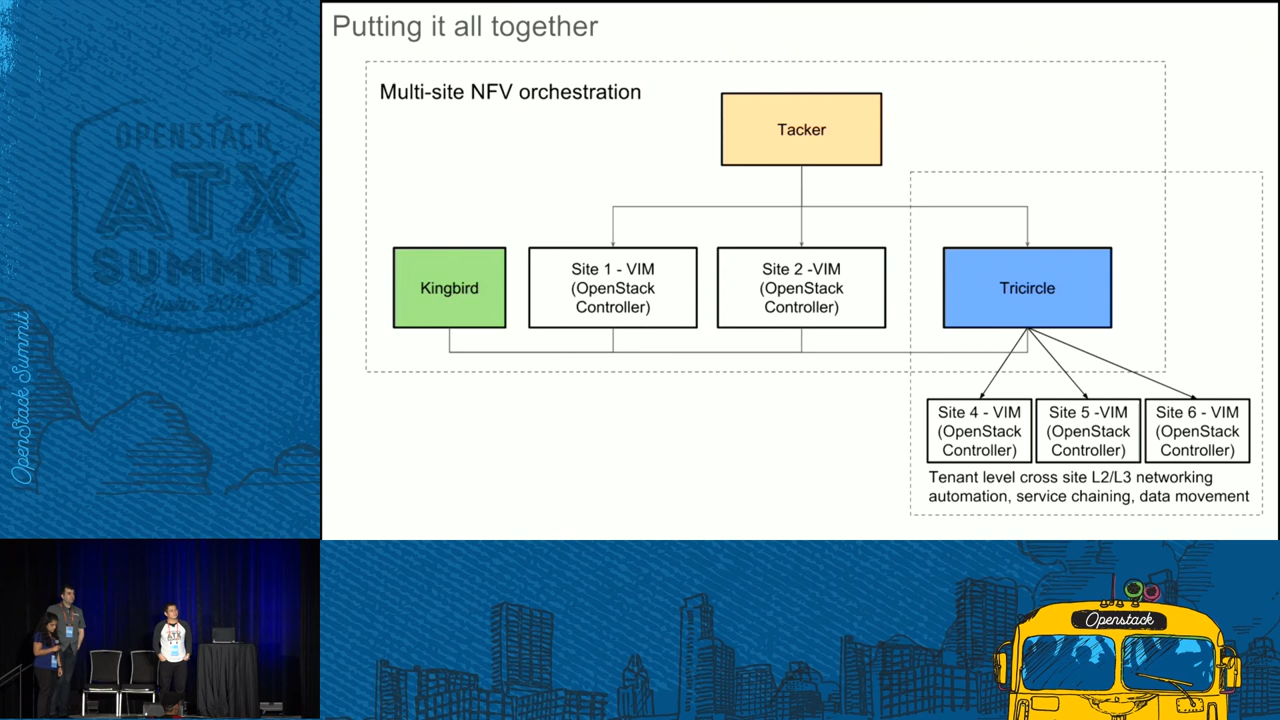 Putting it all together
Multi-site NFV orchestration
Tacker
Kingbird
Site 1 - VIM
(OpenStack
Controller)
Site 2 -VIM
(OpenStack
Controller)
Tricircle
Site 4 - VIM
(OpenStack
Controller)
Site 5 -VIM
(OpenStack
Controller)
Site 6 - VIM
(OpenStack
Controller)
Tenant level cross site L2/L3 networking
automation, service chaining, data movement
OPENSTACK
ATX
SUMMIT
OpenStack Summit
Openstack